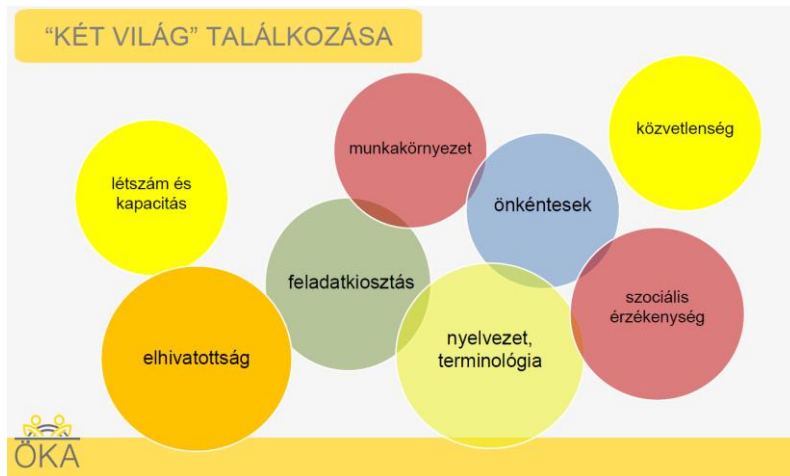 “KÉT VILÁG” TALÁLKOZÁSA
létszám és
kapacitás
munkakörnyezet
közvetlenség
önkéntesek
feladatkiosztás
szociális
érzékenység
elhivatottság
nyelvezet,
terminológia
ÖKA